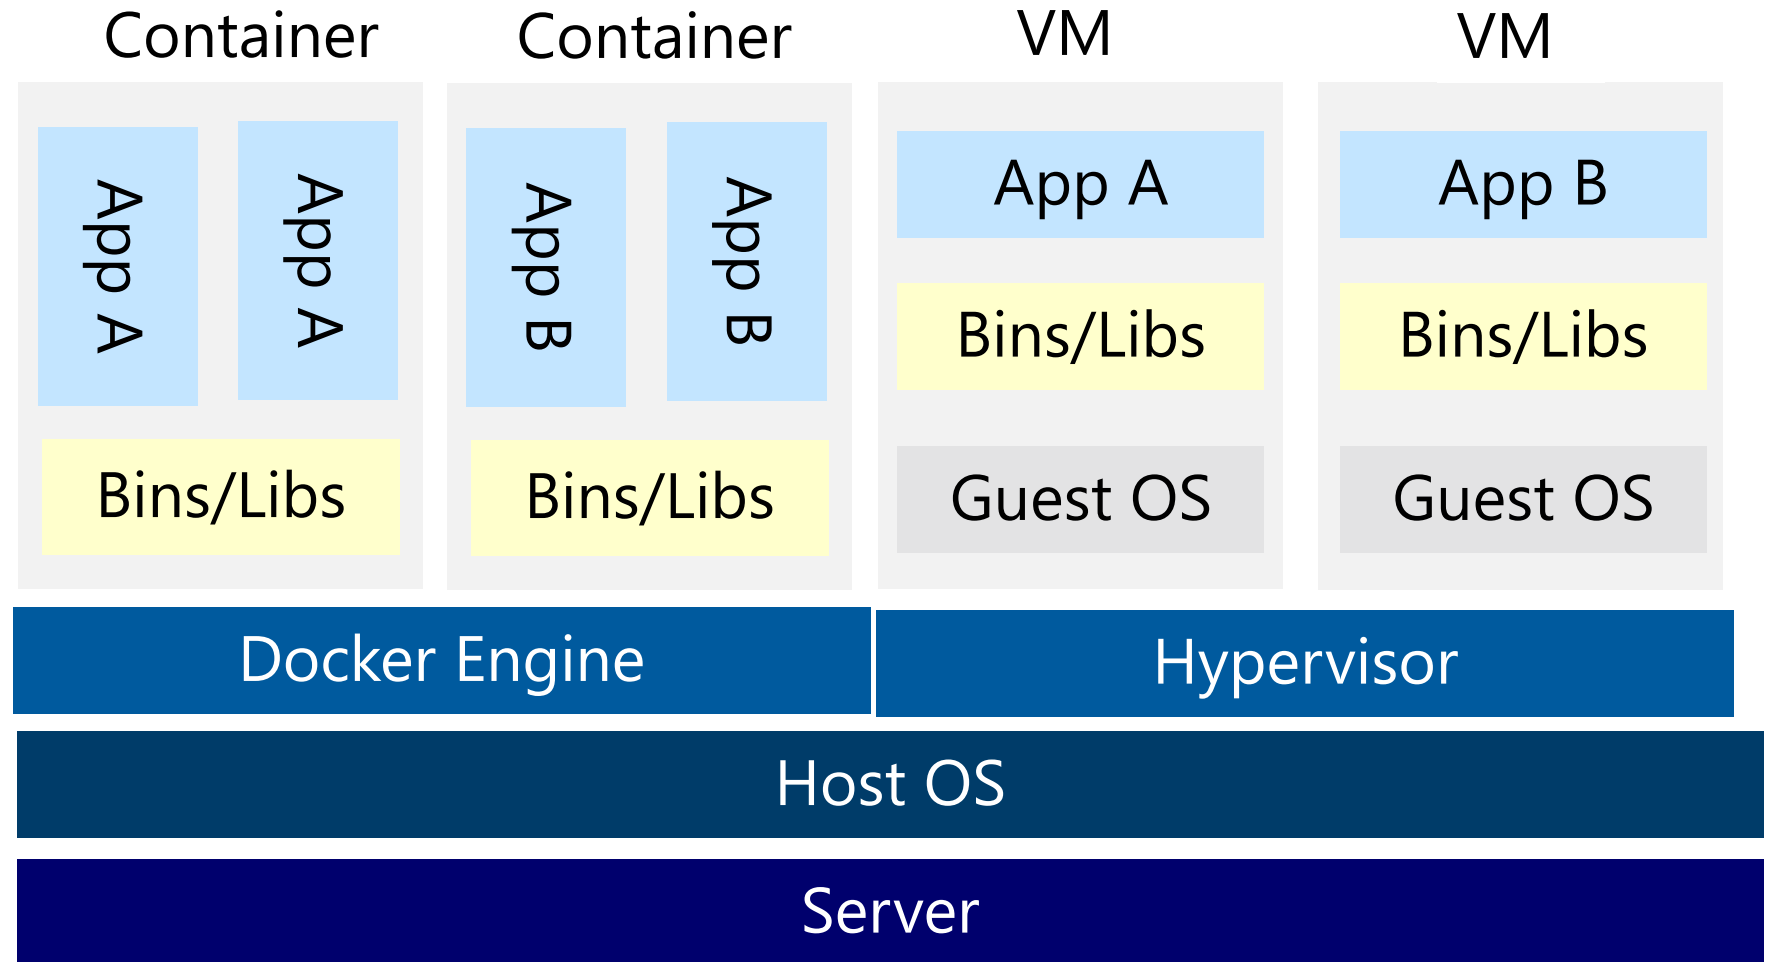 Container
Container
VM
VM
App A
App A
App B
App B
App A
App B
Bins/Libs
Bins/Libs
Bins/Libs
Bins/Libs
Guest OS
Guest OS
Docker Engine
Hypervisor
Host OS
Server